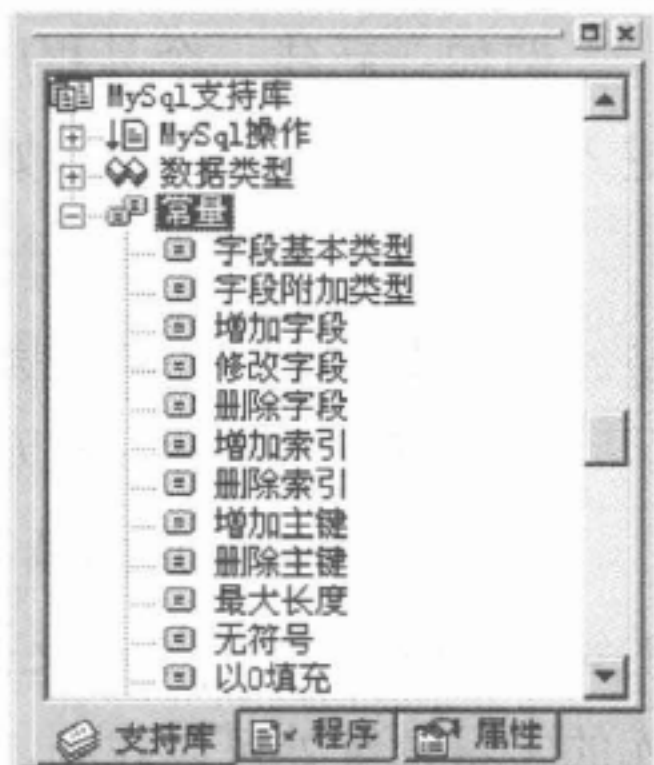 MySql支持库
MySql操作
数据类型
常量
字段基本类型
字段附加类型
增加字段
修改字段
删除字段
增加索引
删除索引
增加主键
删除主键
最大长度
无符号
以0填充
支持库 程序 属性